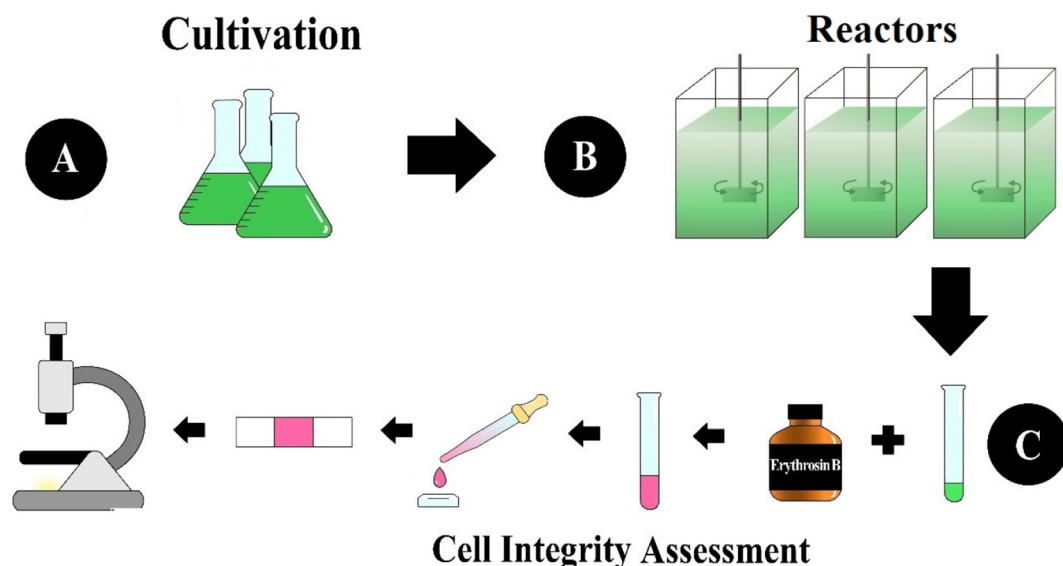 Cultivation
Reactors
A
B
Erythrosin B
C
Cell Integrity Assessment